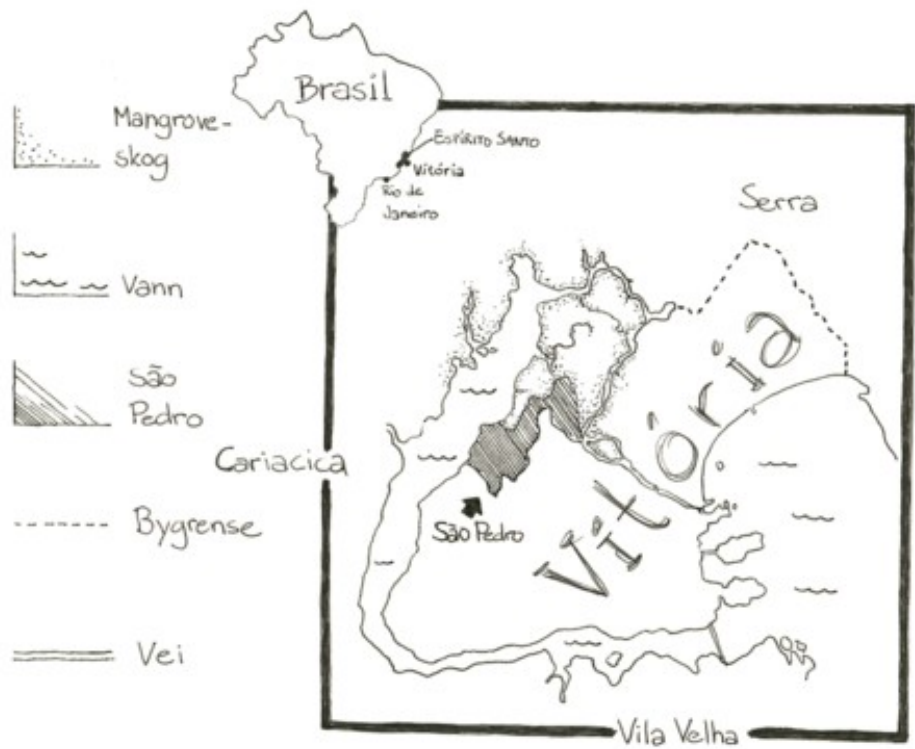 Mangrove-
skog
Vann
São
Pedro
Bygrense
Vei
Brasil
ESPÍRITO SANTO
Vitória
Rio de
Janeiro
Serra
Cariacica
São Pedro
Vitória
Vila Velha